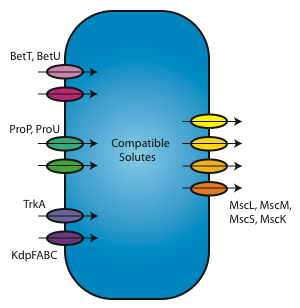 BetT, BetU
ProP, ProU
Compatible
Solutes
TrkA
KdpFABC
MscL, MscM,
MscS, MscK